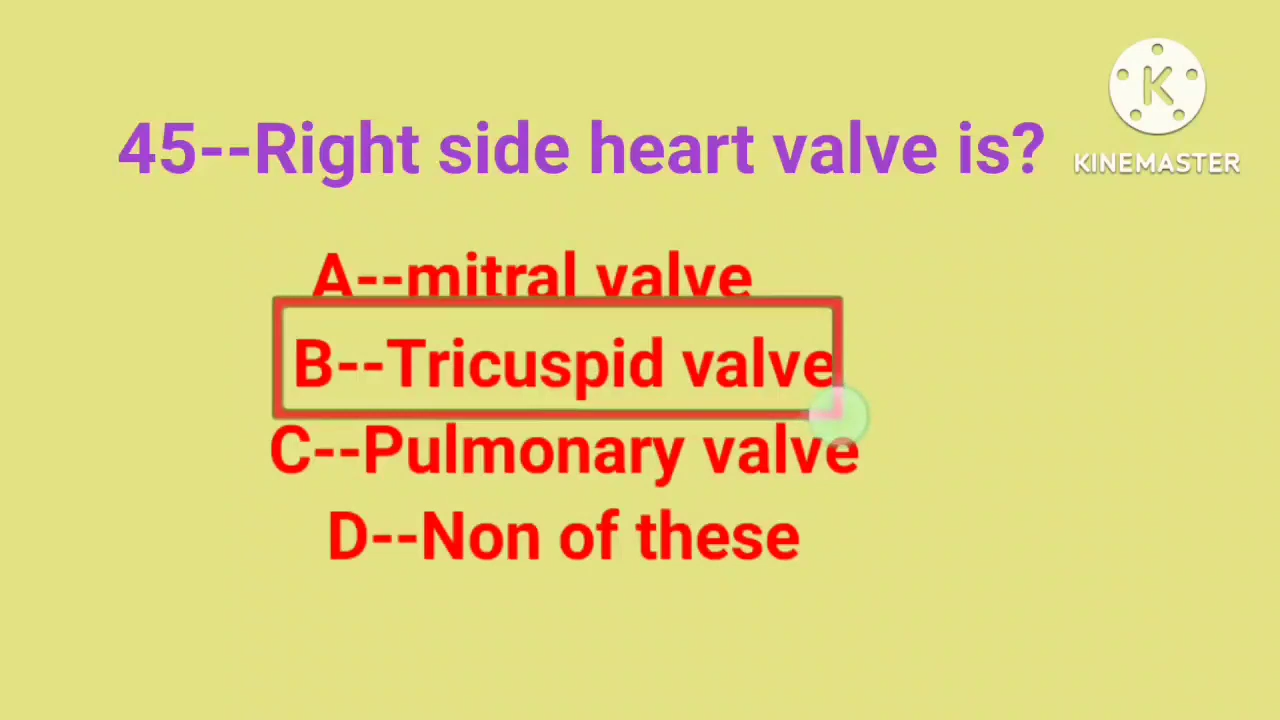 45--Right side heart valve is?
KINEMASTER
A--mitral valve
B--Tricuspid valve
C--Pulmonary valve
D--Non of these